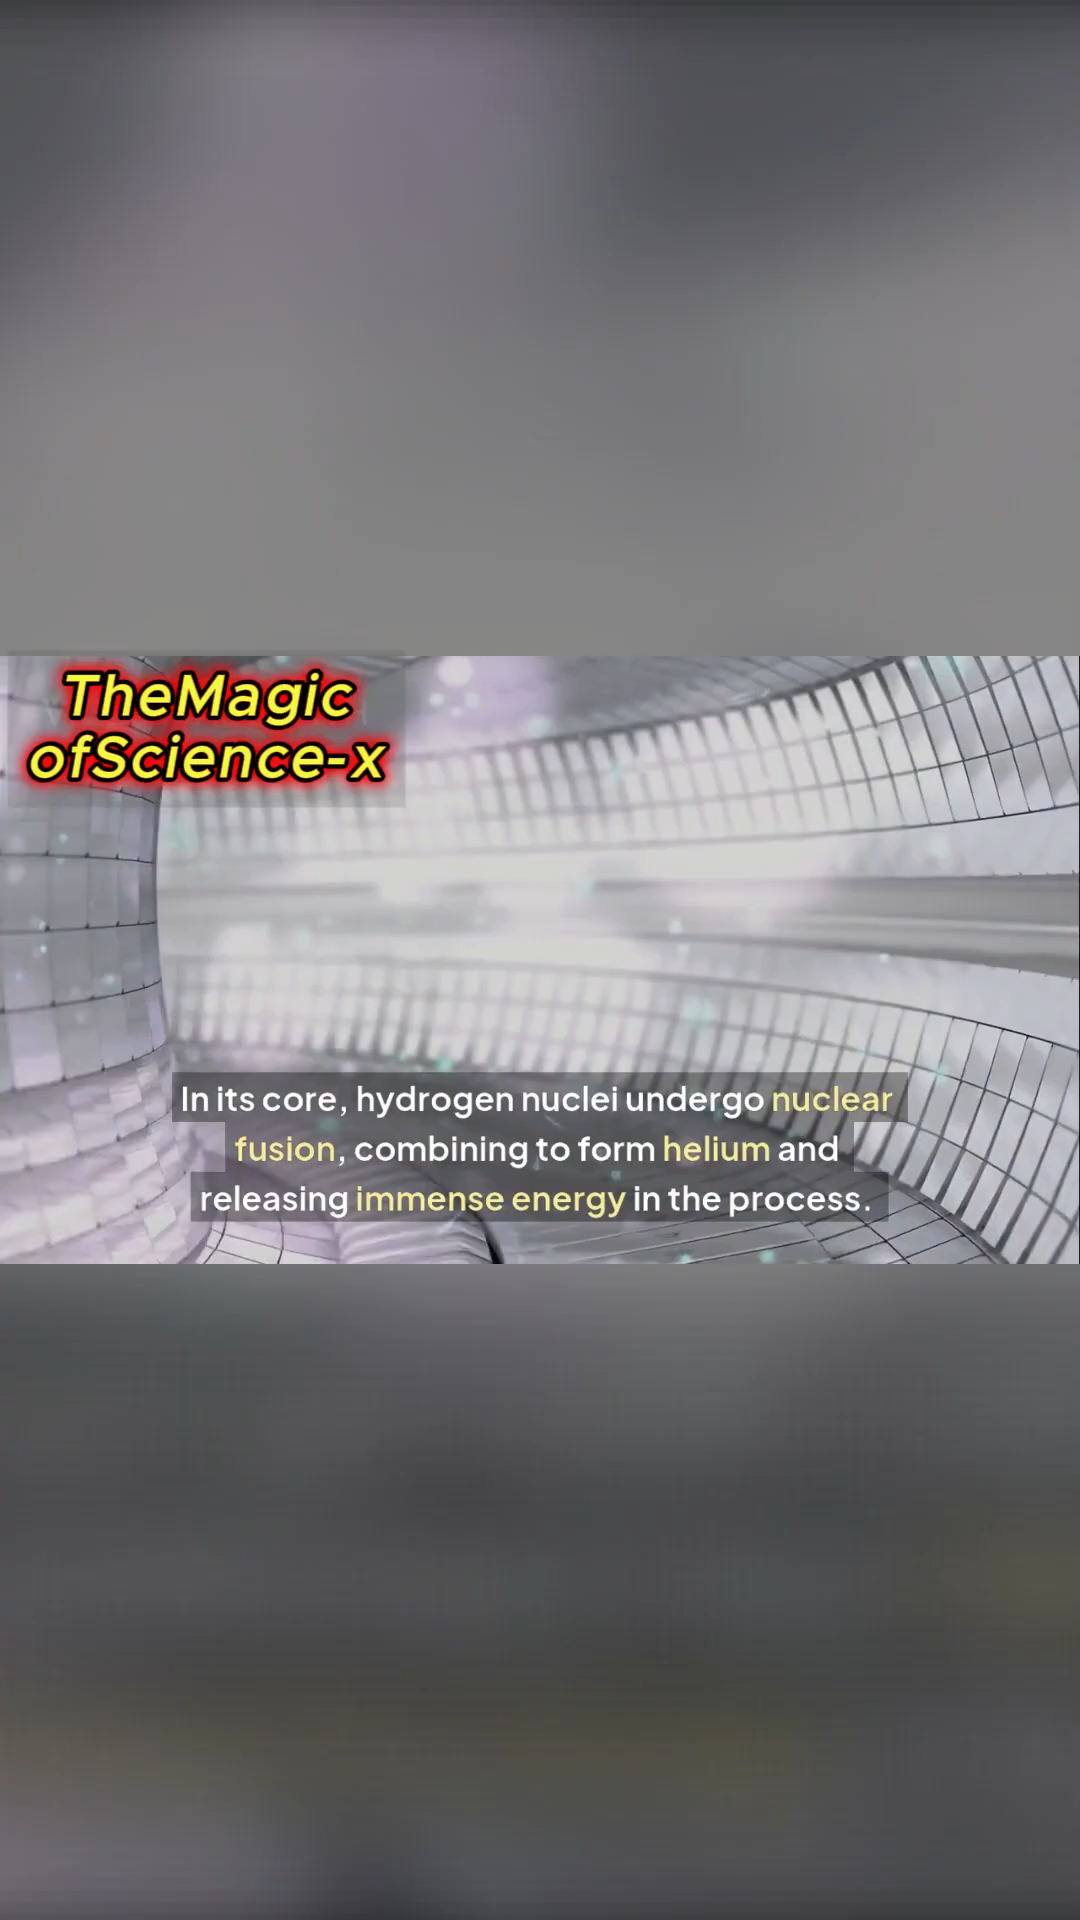 TheMagic
ofScience-x
In its core, hydrogen nuclei undergo nuclear
fusion, combining to form helium and
releasing immense energy in the process.